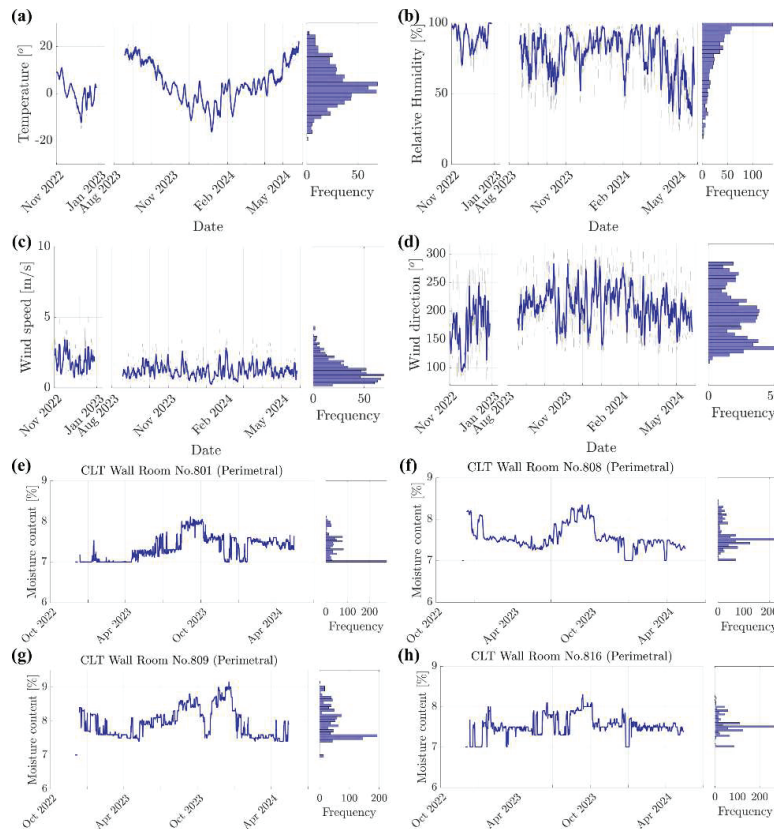 (a)
Temperature [°]
20
0
-20
Nov 2022
Jan 2023
Aug 2023
Nov 2023
Feb 2024
May 2024
Date
0
50
Frequency
(b)
Relative Humidity [%]
100
50
0
Nov 2022
Jan 2023
Aug 2023
Nov 2023
Feb 2024
May 2024
Date
0
50
100
Frequency
(c)
Wind speed [m/s]
10
5
0
Nov 2022
Jan 2023
Aug 2023
Nov 2023
Feb 2024
May 2024
Date
0
50
Frequency
(d)
Wind direction [°]
300
250
200
150
100
Nov 2022
Jan 2023
Aug 2023
Nov 2023
Feb 2024
May 2024
Date
0
50
Frequency
(e)
CLT Wall Room No.801 (Perimetral)
Moisture content [%]
9
8
7
6
Oct 2022
Apr 2023
Oct 2023
Apr 2024
0
100
200
Frequency
(f)
CLT Wall Room No.808 (Perimetral)
Moisture content [%]
9
8
7
6
Oct 2022
Apr 2023
Oct 2023
Apr 2024
0
100
200
Frequency
(g)
CLT Wall Room No.809 (Perimetral)
Moisture content [%]
9
8
7
6
Oct 2022
Apr 2023
Oct 2023
Apr 2024
0
100
200
Frequency
(h)
CLT Wall Room No.816 (Perimetral)
Moisture content [%]
9
8
7
6
Oct 2022
Apr 2023
Oct 2023
Apr 2024
0
100
200
Frequency